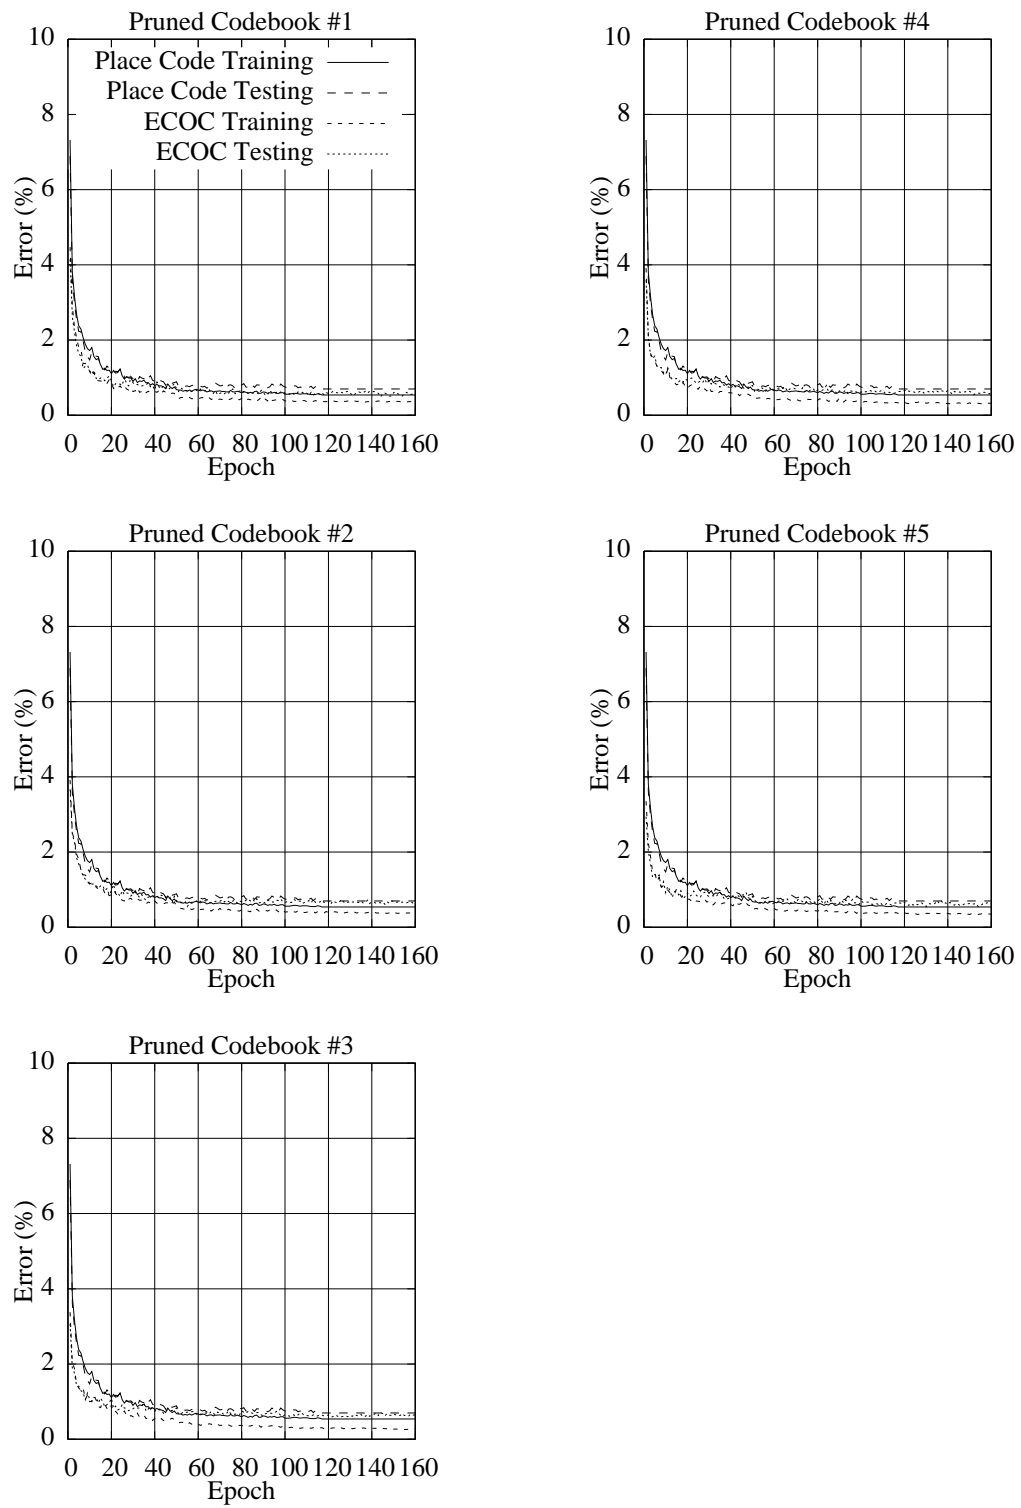 Pruned Codebook #1
10
8
6
4
2
0
Error (%)
Place Code Training
Place Code Testing
ECOC Training
ECOC Testing
0 20 40 60 80 100 120 140 160
Epoch
Pruned Codebook #4
10
8
6
4
2
0
Error (%)
0 20 40 60 80 100 120 140 160
Epoch
Pruned Codebook #2
10
8
6
4
2
0
Error (%)
0 20 40 60 80 100 120 140 160
Epoch
Pruned Codebook #5
10
8
6
4
2
0
Error (%)
0 20 40 60 80 100 120 140 160
Epoch
Pruned Codebook #3
10
8
6
4
2
0
Error (%)
0 20 40 60 80 100 120 140 160
Epoch